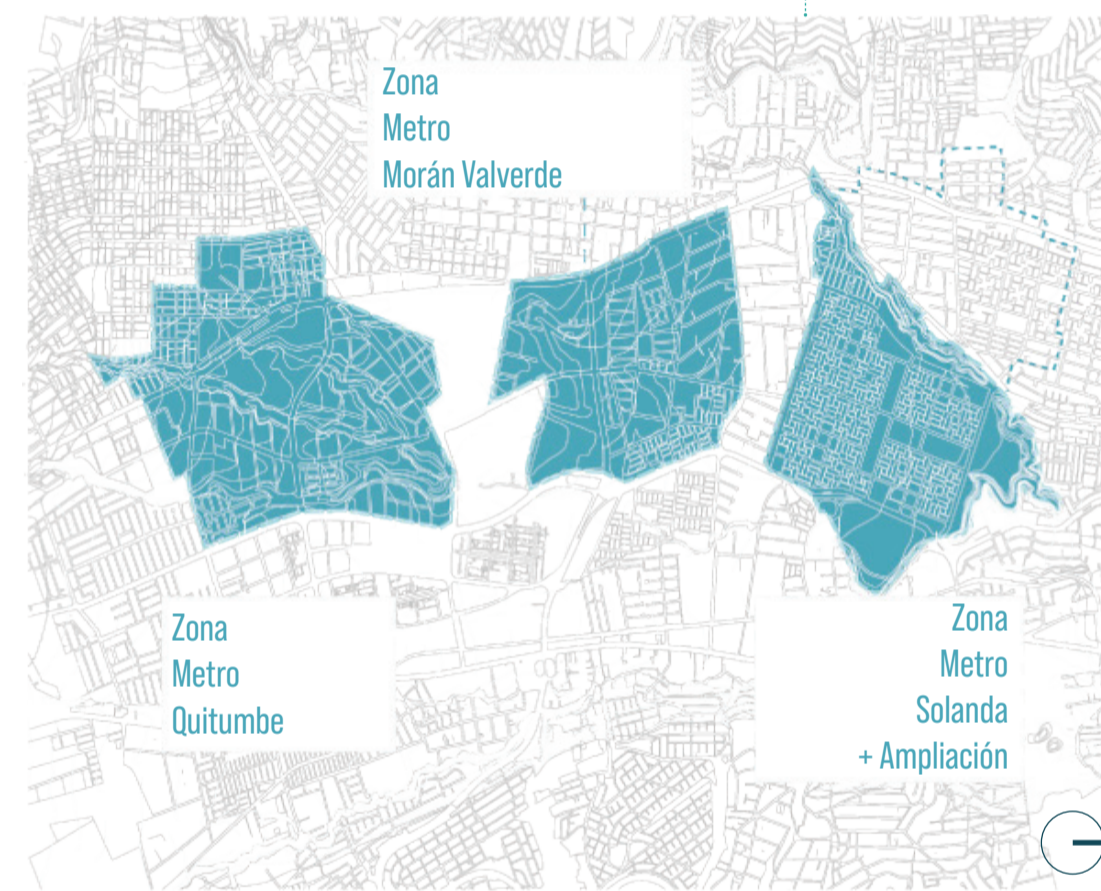 Zona
Metro
Morán Valverde
Zona
Metro
Quitumbe
Zona
Metro
Solanda
+ Ampliación